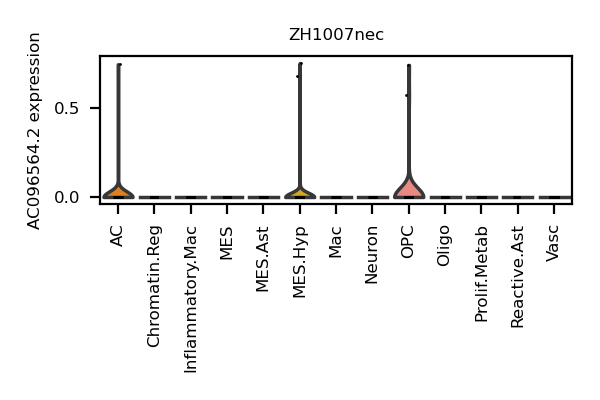 ZH1007nec
AC096564.2 expression
0.5
0.0
AC
Chromatin.Reg
Inflammatory.Mac
MES
MES.Ast
MES.Hyp
Mac
Neuron
OPC
Oligo
Prolif.Metab
Reactive.Ast
Vasc